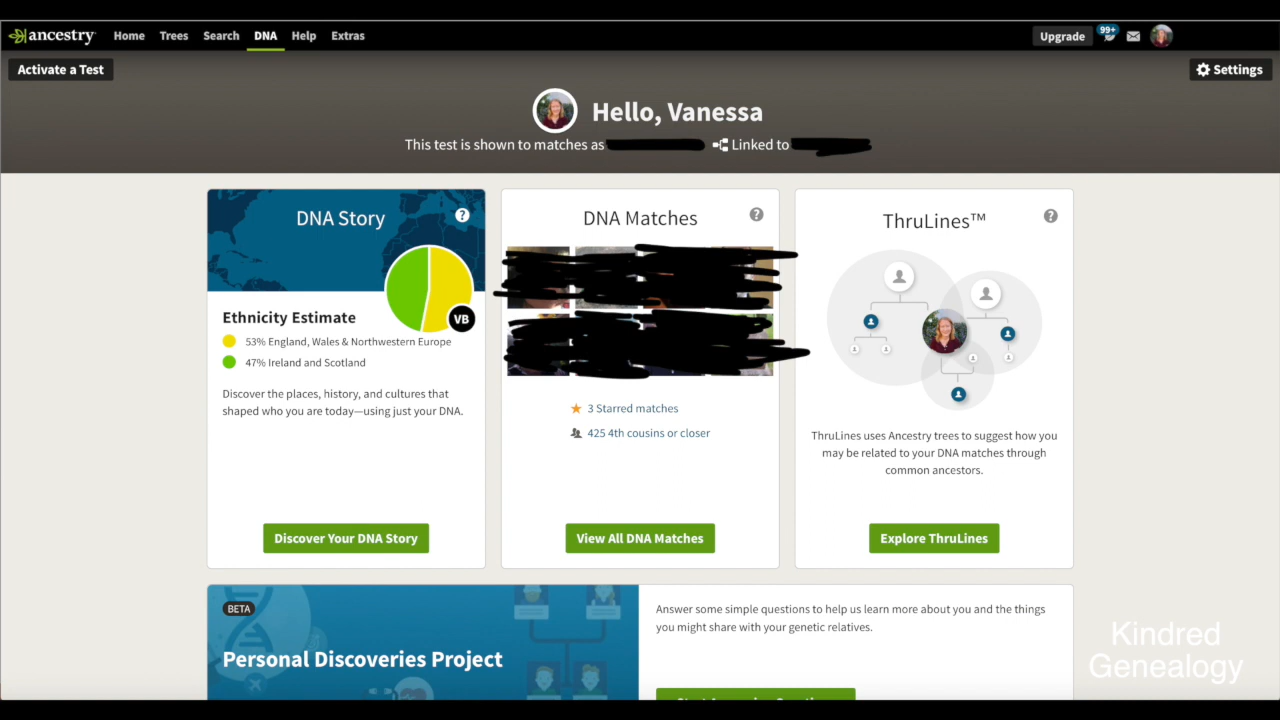 ancestry Home Trees Search DNA Help Extras Upgrade 99+
Activate a Test Settings
Hello, Vanessa
This test is shown to matches as Linked to
DNA Story ?
VB
Ethnicity Estimate
53% England, Wales & Northwestern Europe
47% Ireland and Scotland
Discover the places, history, and cultures that
shaped who you are today—using just your DNA.
Discover Your DNA Story
DNA Matches ?
3 Starred matches
425 4th cousins or closer
View All DNA Matches
ThruLines™ ?
ThruLines uses Ancestry trees to suggest how you
may be related to your DNA matches through
common ancestors.
Explore ThruLines
BETA
Personal Discoveries Project
Answer some simple questions to help us learn more about you and the things
you might share with your genetic relatives.
Kindred
Genealogy